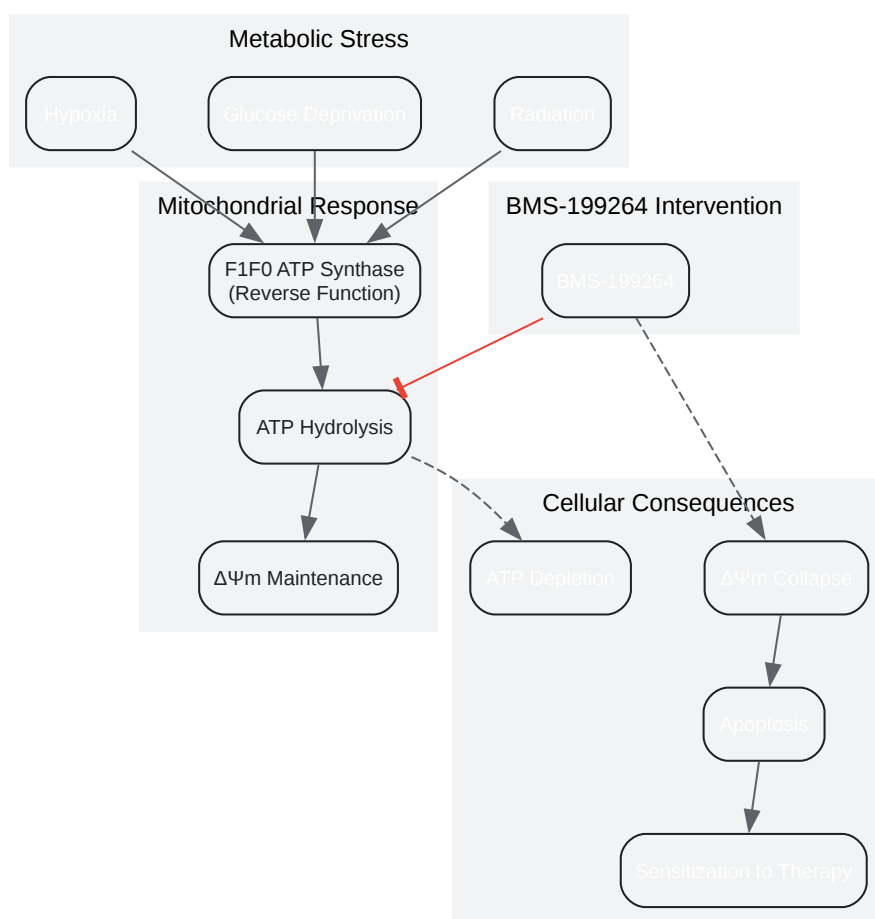 Metabolic Stress
Hypoxia
Glucose Deprivation
Radiation
Mitochondrial Response
BMS-199264 Intervention
F1F0 ATP Synthase
(Reverse Function)
BMS-199264
ATP Hydrolysis
Cellular Consequences
ΔΨm Maintenance
ATP Depletion
ΔΨm Collapse
Apoptosis
Sensitization to Therapy